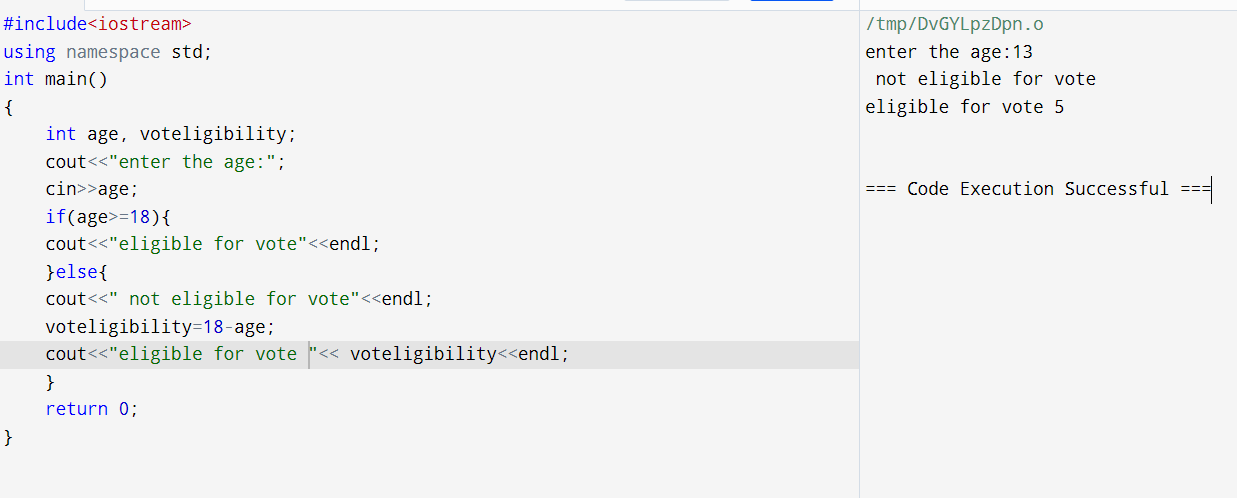 #include<iostream>
using namespace std;
int main()
{
    int age, voteligibility;
    cout<<"enter the age:";
    cin>>age;
    if(age>=18){
    cout<<"eligible for vote"<<endl;
    }else{
    cout<<" not eligible for vote"<<endl;
    voteligibility=18-age;
    cout<<"eligible for vote "<< voteligibility<<endl;
    }
    return 0;
}
/tmp/DvGYLpzDpn.o
enter the age:13
 not eligible for vote
eligible for vote 5
=== Code Execution Successful ===